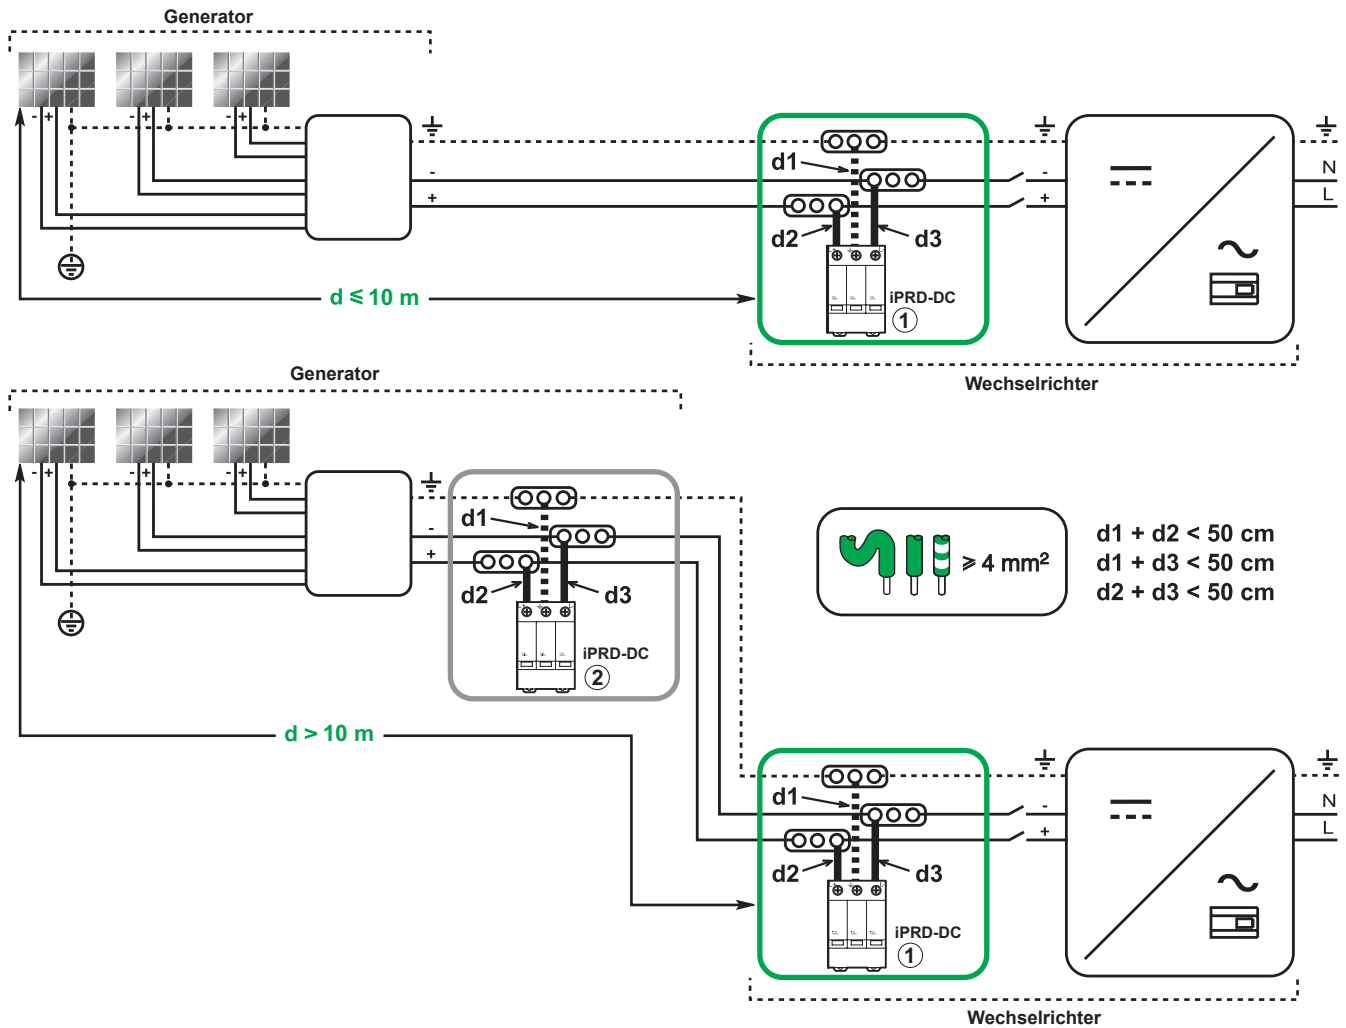 Generator
- + - +
-
+
d1
d2
d3
iPRD-DC
1
- 
+
N
L
d ≤ 10 m
Wechselrichter
Generator
- + - +
-
+
d1
d2
d3
iPRD-DC
2
≥ 4 mm²
d1 + d2 < 50 cm
d1 + d3 < 50 cm
d2 + d3 < 50 cm
d > 10 m
d1
d2
d3
iPRD-DC
1
-
+
N
L
Wechselrichter